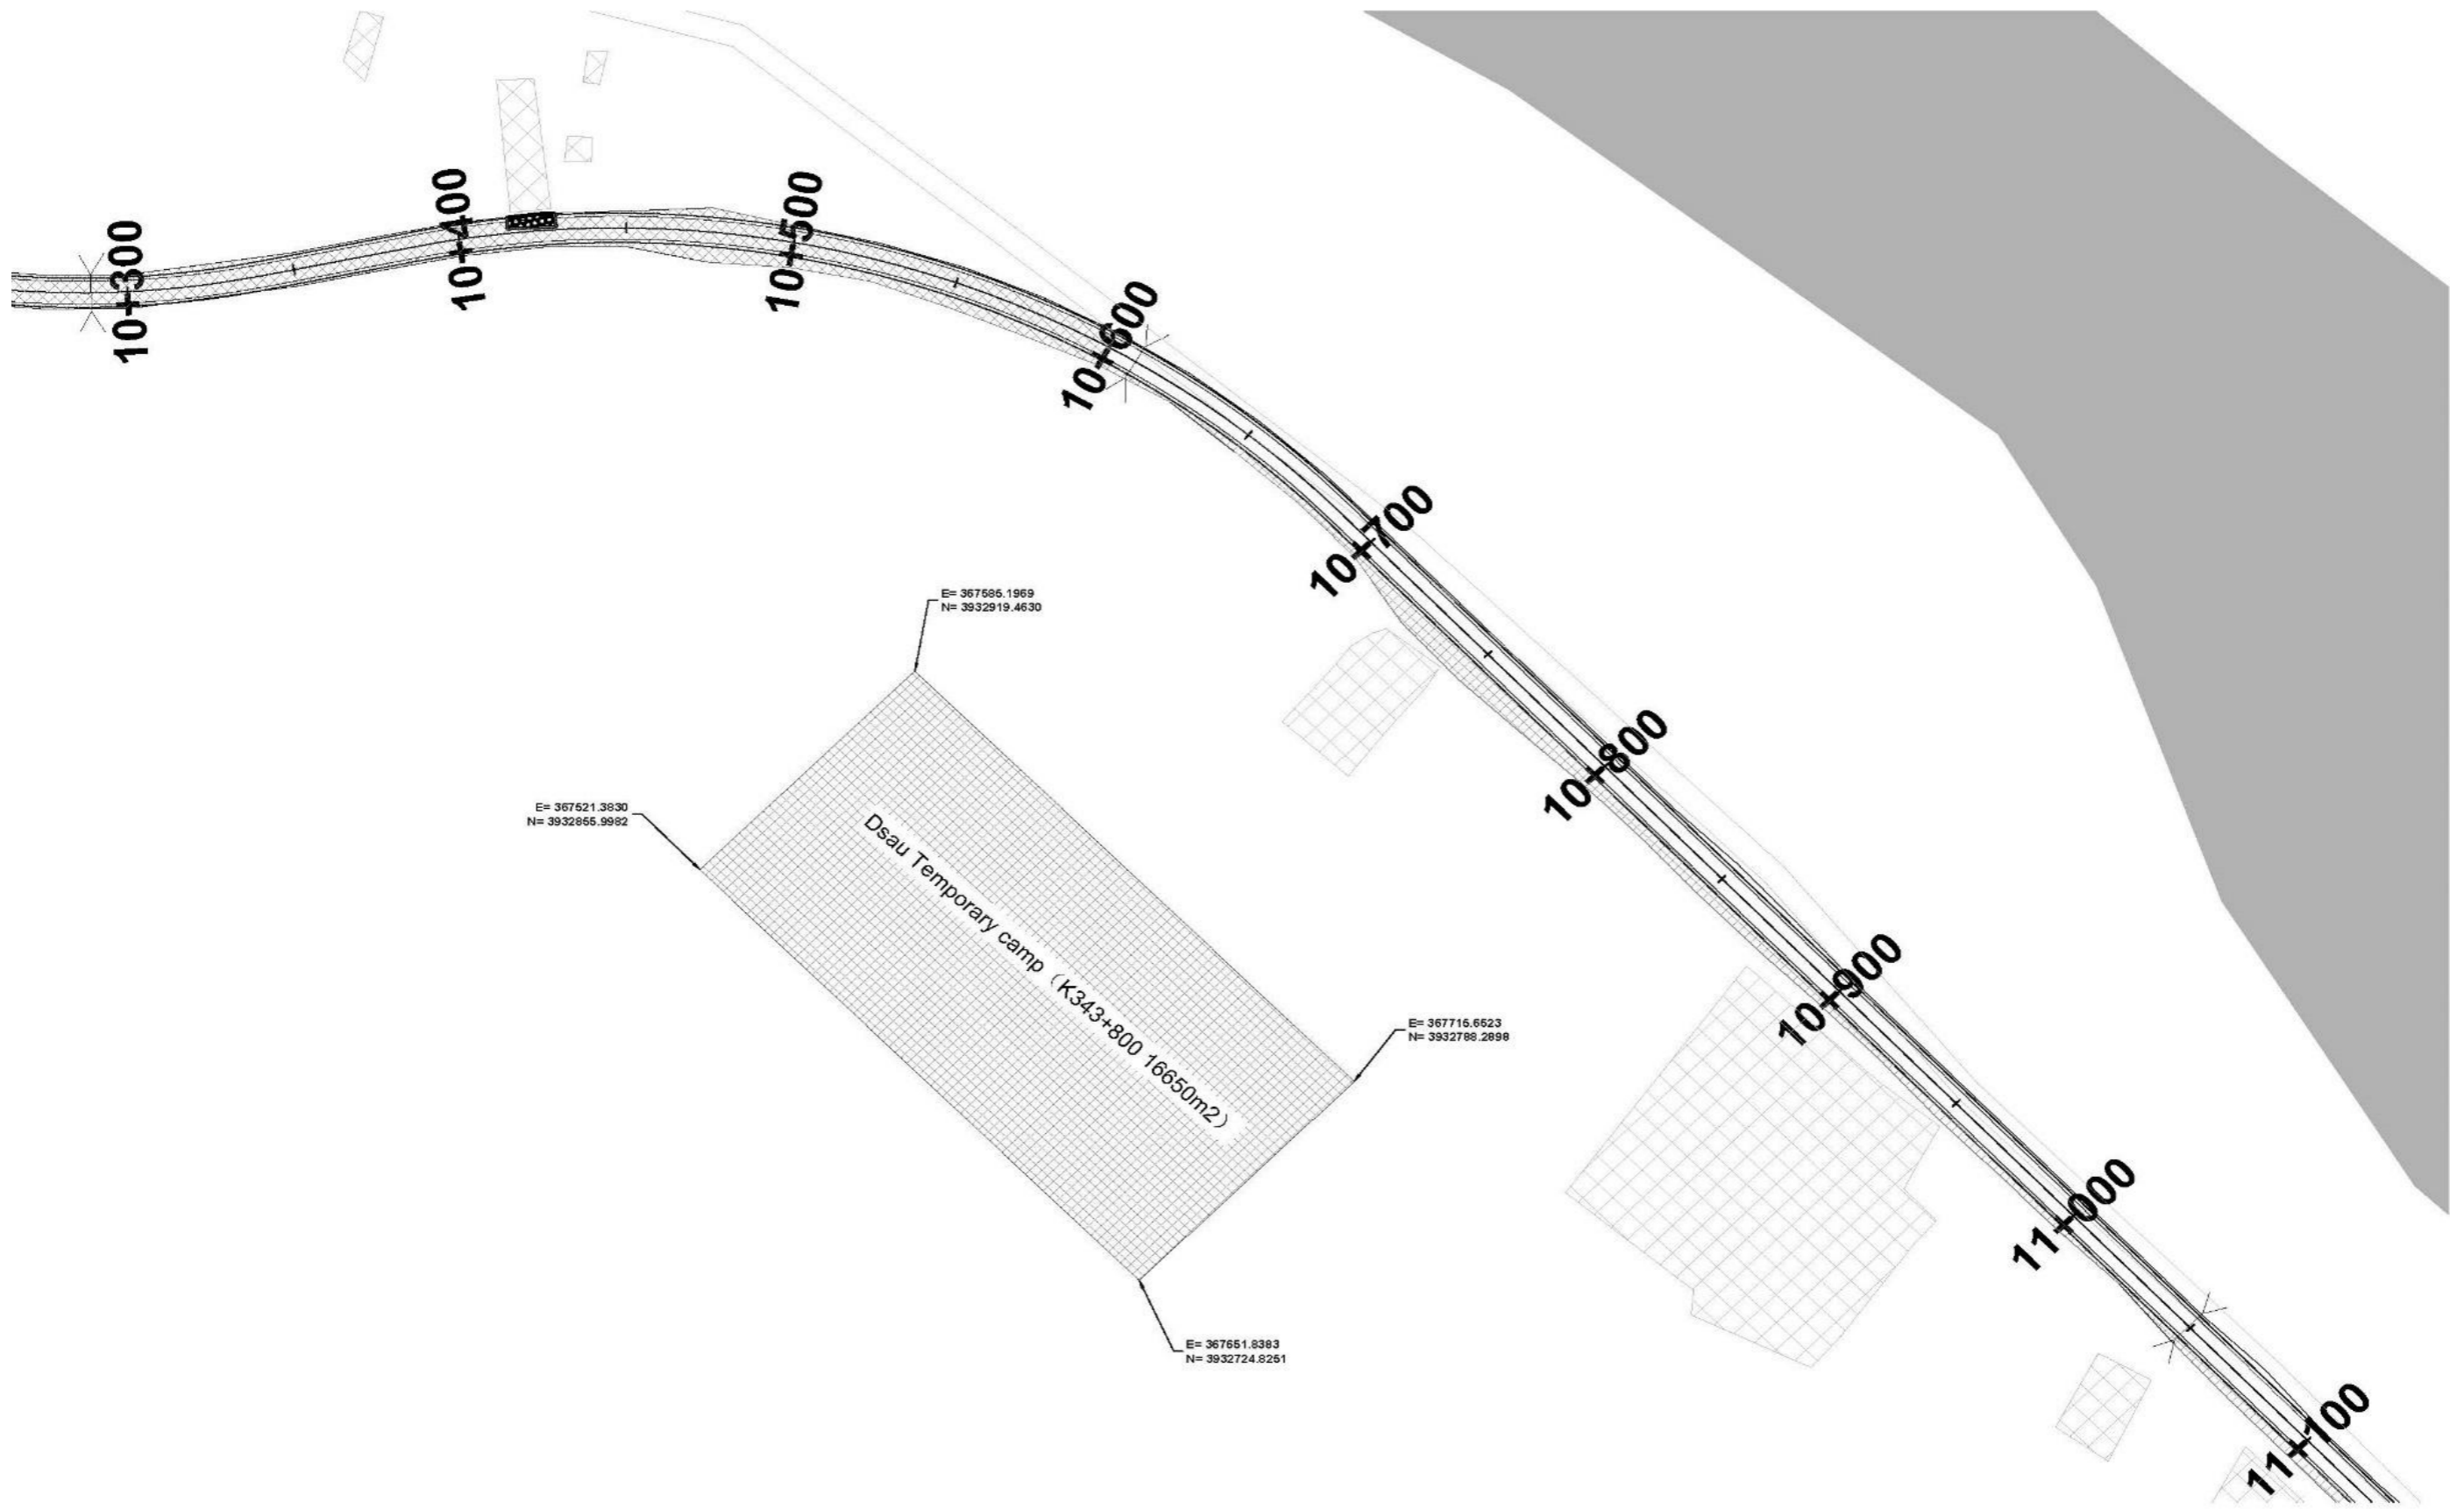 10+300
10+400
10+500
10+600
10+700
10+800
10+900
11+000
11+100
E= 367585.1969
N= 3932919.4630
E= 367521.3830
N= 3932855.9982
Dsau Temporary camp（K343+800 16650m2）
E= 367715.6523
N= 3932788.2898
E= 367651.8383
N= 3932724.8251